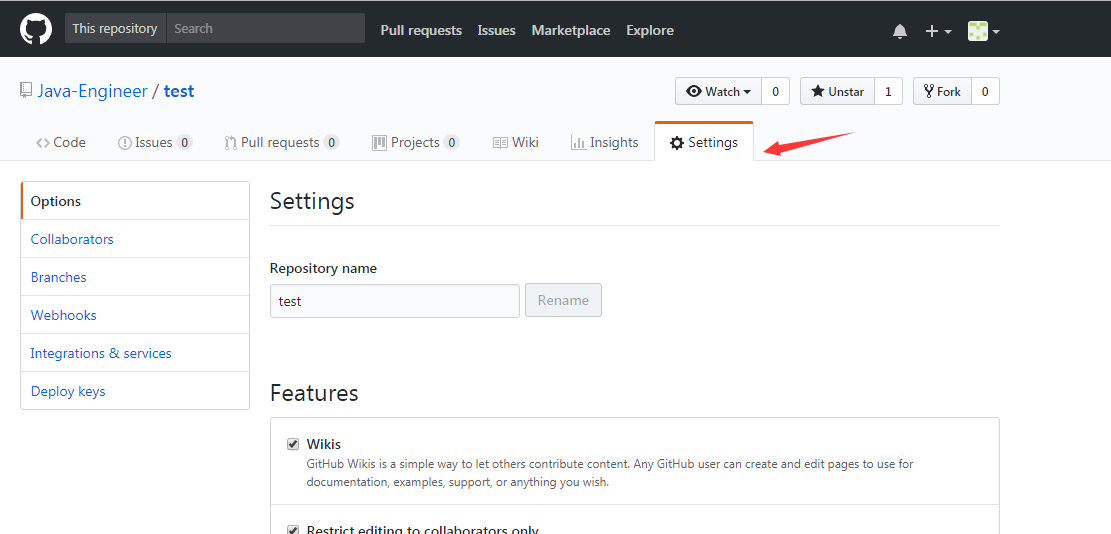 This repository Search Pull requests Issues Marketplace Explore
Java-Engineer / test Watch 0 Unstar 1 Fork 0
Code Issues 0 Pull requests 0 Projects 0 Wiki Insights Settings
Options
Collaborators
Branches
Webhooks
Integrations & services
Deploy keys
Settings
Repository name
test Rename
Features
Wikis
GitHub Wikis is a simple way to let others contribute content. Any GitHub user can create and edit pages to use for
documentation, examples, support, or anything you wish.
Restrict editing to collaborators only